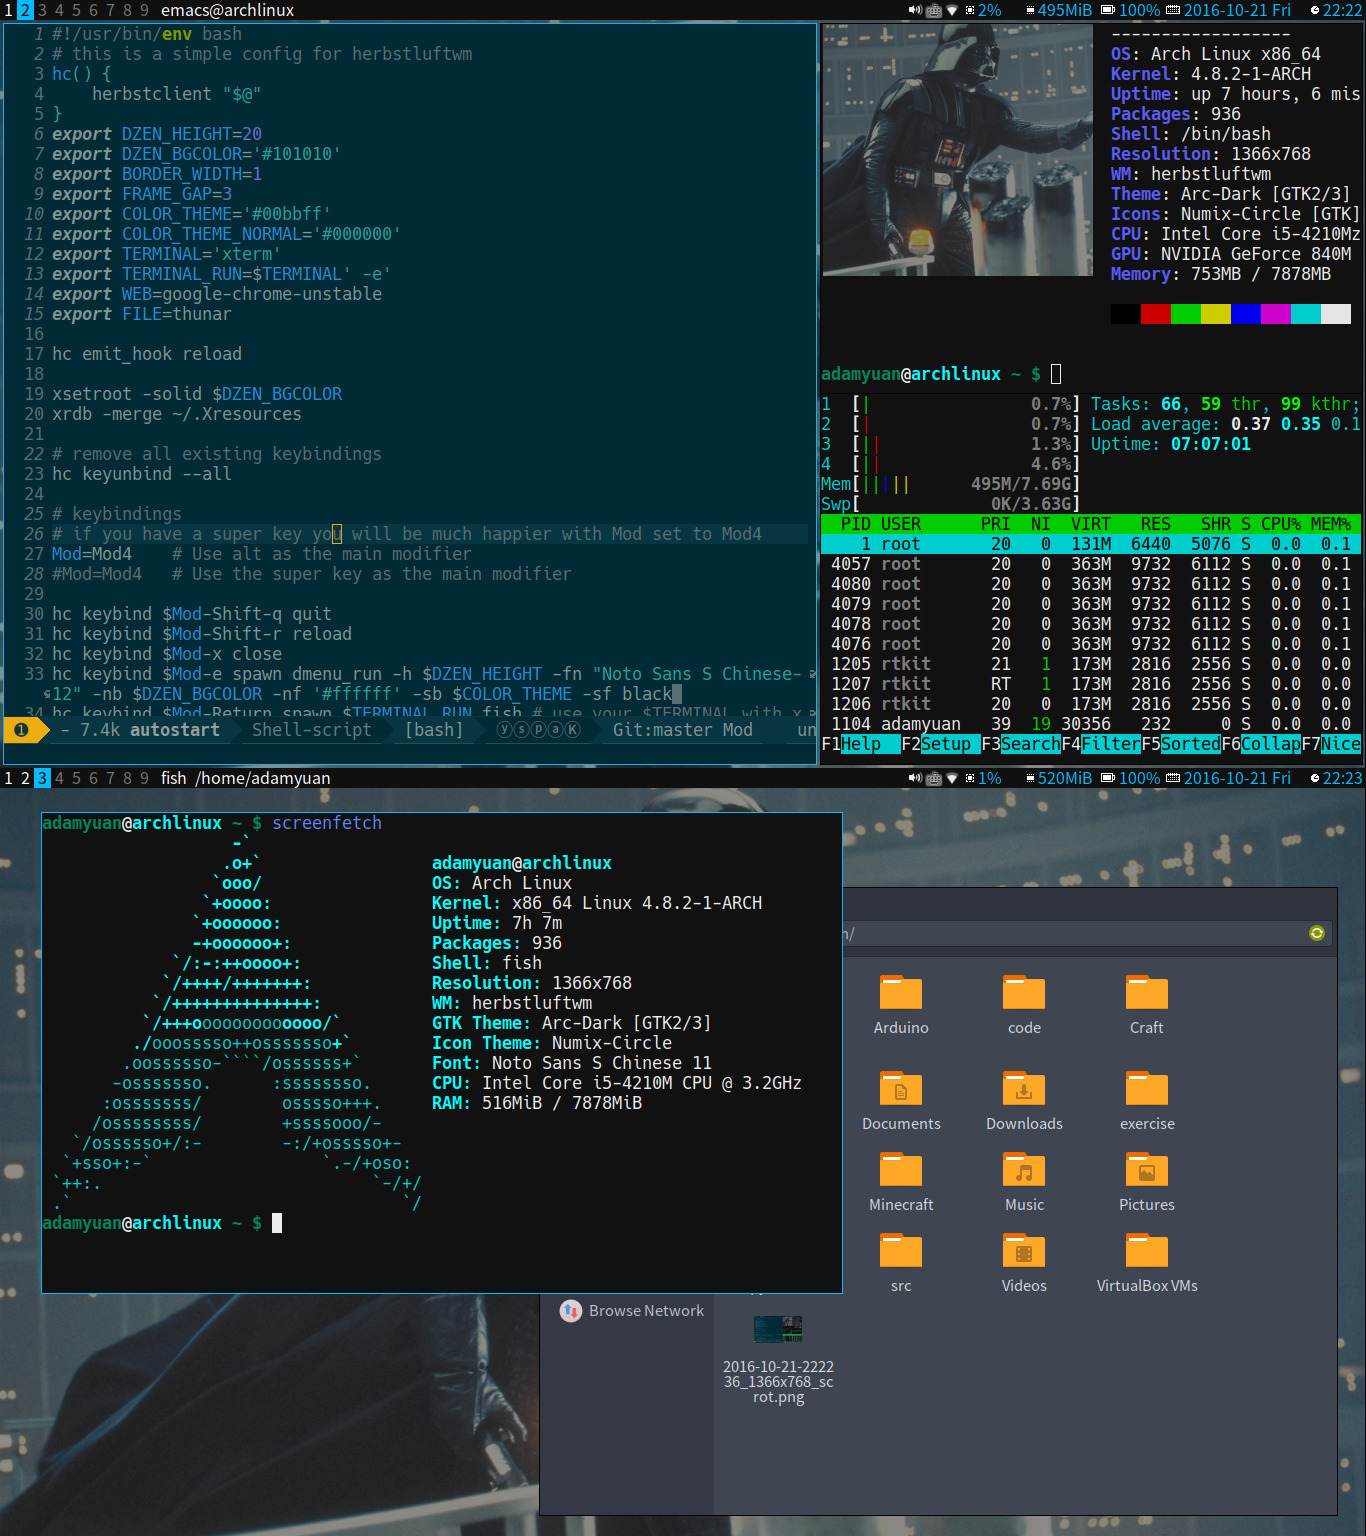 1 2 3 4 5 6 7 8 9 emacs@archlinux 2% 495MiB 100% 2016-10-21 Fri 22:22
1 #!/usr/bin/env bash
2 # this is a simple config for herbstluftwm
3 hc() {
4 herbstclient "$@"
5 }
6 export DZEN_HEIGHT=20
7 export DZEN_BGCOLOR='#101010'
8 export BORDER_WIDTH=1
9 export FRAME_GAP=3
10 export COLOR_THEME='#00bbff'
11 export COLOR_THEME_NORMAL='#000000'
12 export TERMINAL='xterm'
13 export TERMINAL_RUN=$TERMINAL' -e'
14 export WEB=google-chrome-unstable
15 export FILE=thunar
16
17 hc emit_hook reload
18
19 xsetroot -solid $DZEN_BGCOLOR
20 xrdb -merge ~/.Xresources
21
22 # remove all existing keybindings
23 hc keyunbind --all
24
25 # keybindings
26 # if you have a super key you will be much happier with Mod set to Mod4
27 Mod=Mod4 # Use alt as the main modifier
28 #Mod=Mod4 # Use the super key as the main modifier
29
30 hc keybind $Mod-Shift-q quit
31 hc keybind $Mod-Shift-r reload
32 hc keybind $Mod-x close
33 hc keybind $Mod-e spawn dmenu_run -h $DZEN_HEIGHT -fn "Noto Sans S Chinese-
12" -nb $DZEN_BGCOLOR -nf '#ffffff' -sb $COLOR_THEME -sf black
34 hc keybind $Mod-Return spawn $TERMINAL_RUN fish # use your $TERMINAL with x
❶ - 7.4k autostart Shell-script [bash] ⓨⓢⓟⓐⓀ Git:master Mod un
------------------
OS: Arch Linux x86_64
Kernel: 4.8.2-1-ARCH
Uptime: up 7 hours, 6 mis
Packages: 936
Shell: /bin/bash
Resolution: 1366x768
WM: herbstluftwm
Theme: Arc-Dark [GTK2/3]
Icons: Numix-Circle [GTK]
CPU: Intel Core i5-4210Mz
GPU: NVIDIA GeForce 840M
Memory: 753MB / 7878MB
adamyuan@archlinux ~ $
1 [| 0.7%] Tasks: 66, 59 thr, 99 kthr;
2 [| 0.7%] Load average: 0.37 0.35 0.1
3 [|| 1.3%] Uptime: 07:07:01
4 [|| 4.6%]
Mem[||||| 495M/7.69G]
Swp[ 0K/3.63G]
PID USER PRI NI VIRT RES SHR S CPU% MEM%
1 root 20 0 131M 6440 5076 S 0.0 0.1
4057 root 20 0 363M 9732 6112 S 0.0 0.1
4080 root 20 0 363M 9732 6112 S 0.0 0.1
4079 root 20 0 363M 9732 6112 S 0.0 0.1
4078 root 20 0 363M 9732 6112 S 0.0 0.1
4076 root 20 0 363M 9732 6112 S 0.0 0.1
1205 rtkit 21 1 173M 2816 2556 S 0.0 0.0
1207 rtkit RT 1 173M 2816 2556 S 0.0 0.0
1206 rtkit 20 0 173M 2816 2556 S 0.0 0.0
1104 adamyuan 39 19 30356 232 0 S 0.0 0.0
F1Help F2Setup F3SearchF4FilterF5SortedF6CollapF7Nice
1 2 3 4 5 6 7 8 9 fish /home/adamyuan 1% 520MiB 100% 2016-10-21 Fri 22:23
adamyuan@archlinux ~ $ screenfetch
-`
.o+`
`ooo/
`+oooo:
`+oooooo:
-+oooooo+:
`/:-:++oooo+:
`/++++/+++++++:
`/++++++++++++++:
`/+++ooooooooooooo/`
./ooosssso++osssssso+`
.oossssso-````/ossssss+`
-osssssso. :ssssssso.
:osssssss/ osssso+++.
/ossssssss/ +ssssooo/-
`/ossssso+/:- -:/+osssso+-
`+sso+:-` `.-/+oso:
`++:. `-/+/
.` `/
adamyuan@archlinux
OS: Arch Linux
Kernel: x86_64 Linux 4.8.2-1-ARCH
Uptime: 7h 7m
Packages: 936
Shell: fish
Resolution: 1366x768
WM: herbstluftwm
GTK Theme: Arc-Dark [GTK2/3]
Icon Theme: Numix-Circle
Font: Noto Sans S Chinese 11
CPU: Intel Core i5-4210M CPU @ 3.2GHz
RAM: 516MiB / 7878MiB
adamyuan@archlinux ~ $
n/
Arduino code Craft
Documents Downloads exercise
Minecraft Music Pictures
src Videos VirtualBox VMs
Browse Network
2016-10-21-2222
36_1366x768_sc
rot.png